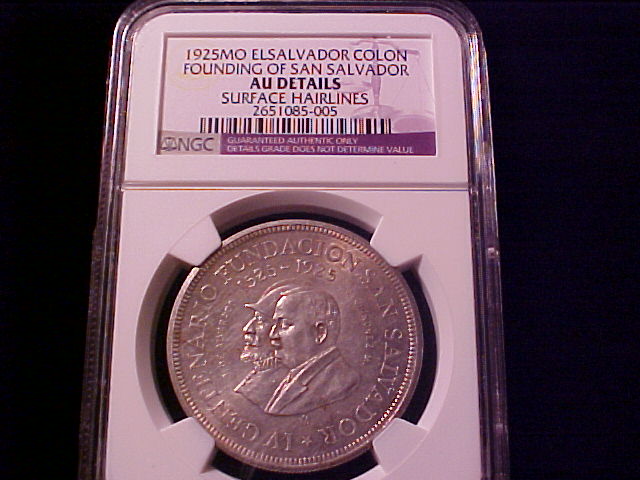 1925MO ELSALVADOR COLON
FOUNDING OF SAN SALVADOR
AU DETAILS
SURFACE HAIRLINES
2651085-005
NGC
GUARANTEED AUTHENTIC ONLY
DETAILS GRADE DOES NOT DETERMINE VALUE
IV CENTENARIO FUNDACION SAN SALVADOR
1525-1925